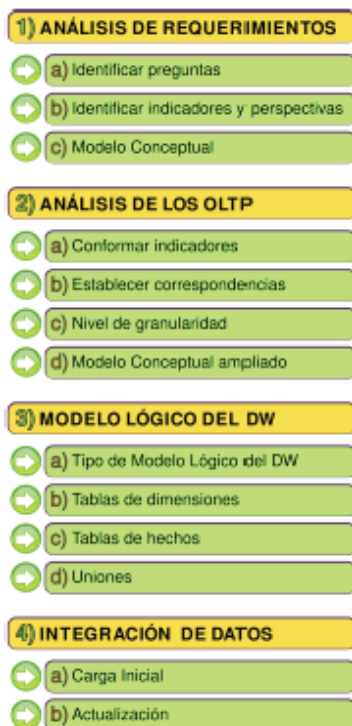 1) ANÁLISIS DE REQUERIMIENTOS
a) Identificar preguntas
b) Identificar indicadores y perspectivas
c) Modelo Conceptual
2) ANÁLISIS DE LOS OLTP
a) Conformar indicadores
b) Establecer correspondencias
c) Nivel de granularidad
d) Modelo Conceptual ampliado
3) MODELO LÓGICO DEL DW
a) Tipo de Modelo Lógico del DW
b) Tablas de dimensiones
c) Tablas de hechos
d) Uniones
4) INTEGRACIÓN DE DATOS
a) Carga Inicial
b) Actualización